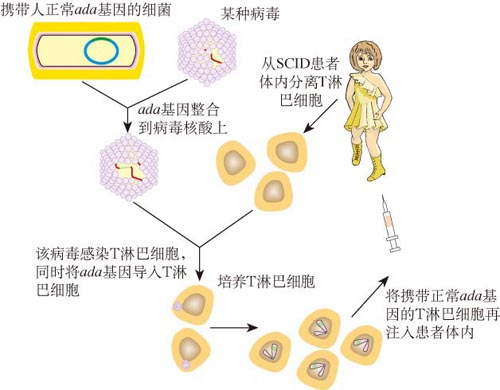 携带人正常ada基因的细菌
某种病毒
从SCID患者
体内分离T淋
巴细胞
ada基因整合
到病毒核酸上
该病毒感染T淋巴细胞，
同时将ada基因导入T淋
巴细胞
培养T淋巴细胞
将携带正常ada基
因的T淋巴细胞再
注入患者体内